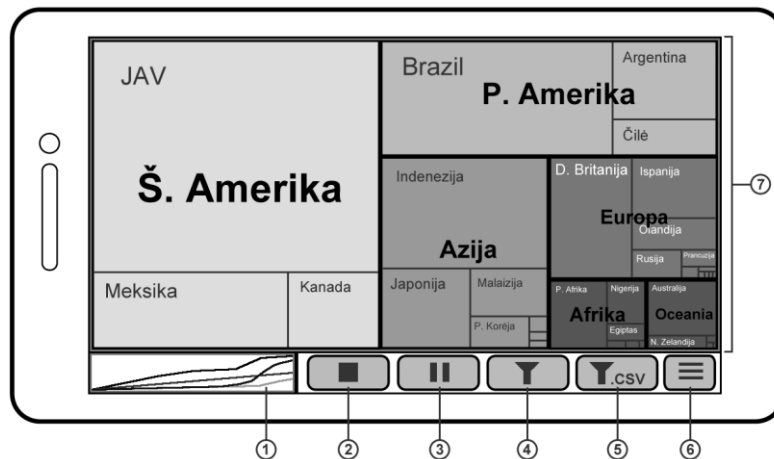 JAV
Š. Amerika
Meksika
Kanada
Brazil
P. Amerika
Argentina
Čilė
Indenezija
Azija
Japonija
Malaizija
P. Korėja
D. Britanija
Ispanija
Europa
Olandija
Rusija
Prancuzija
P. Afrika
Nigerija
Afrika
Egiptas
Australija
Oceania
N. Zelandija
.CSV
1
2
3
4
5
6
7